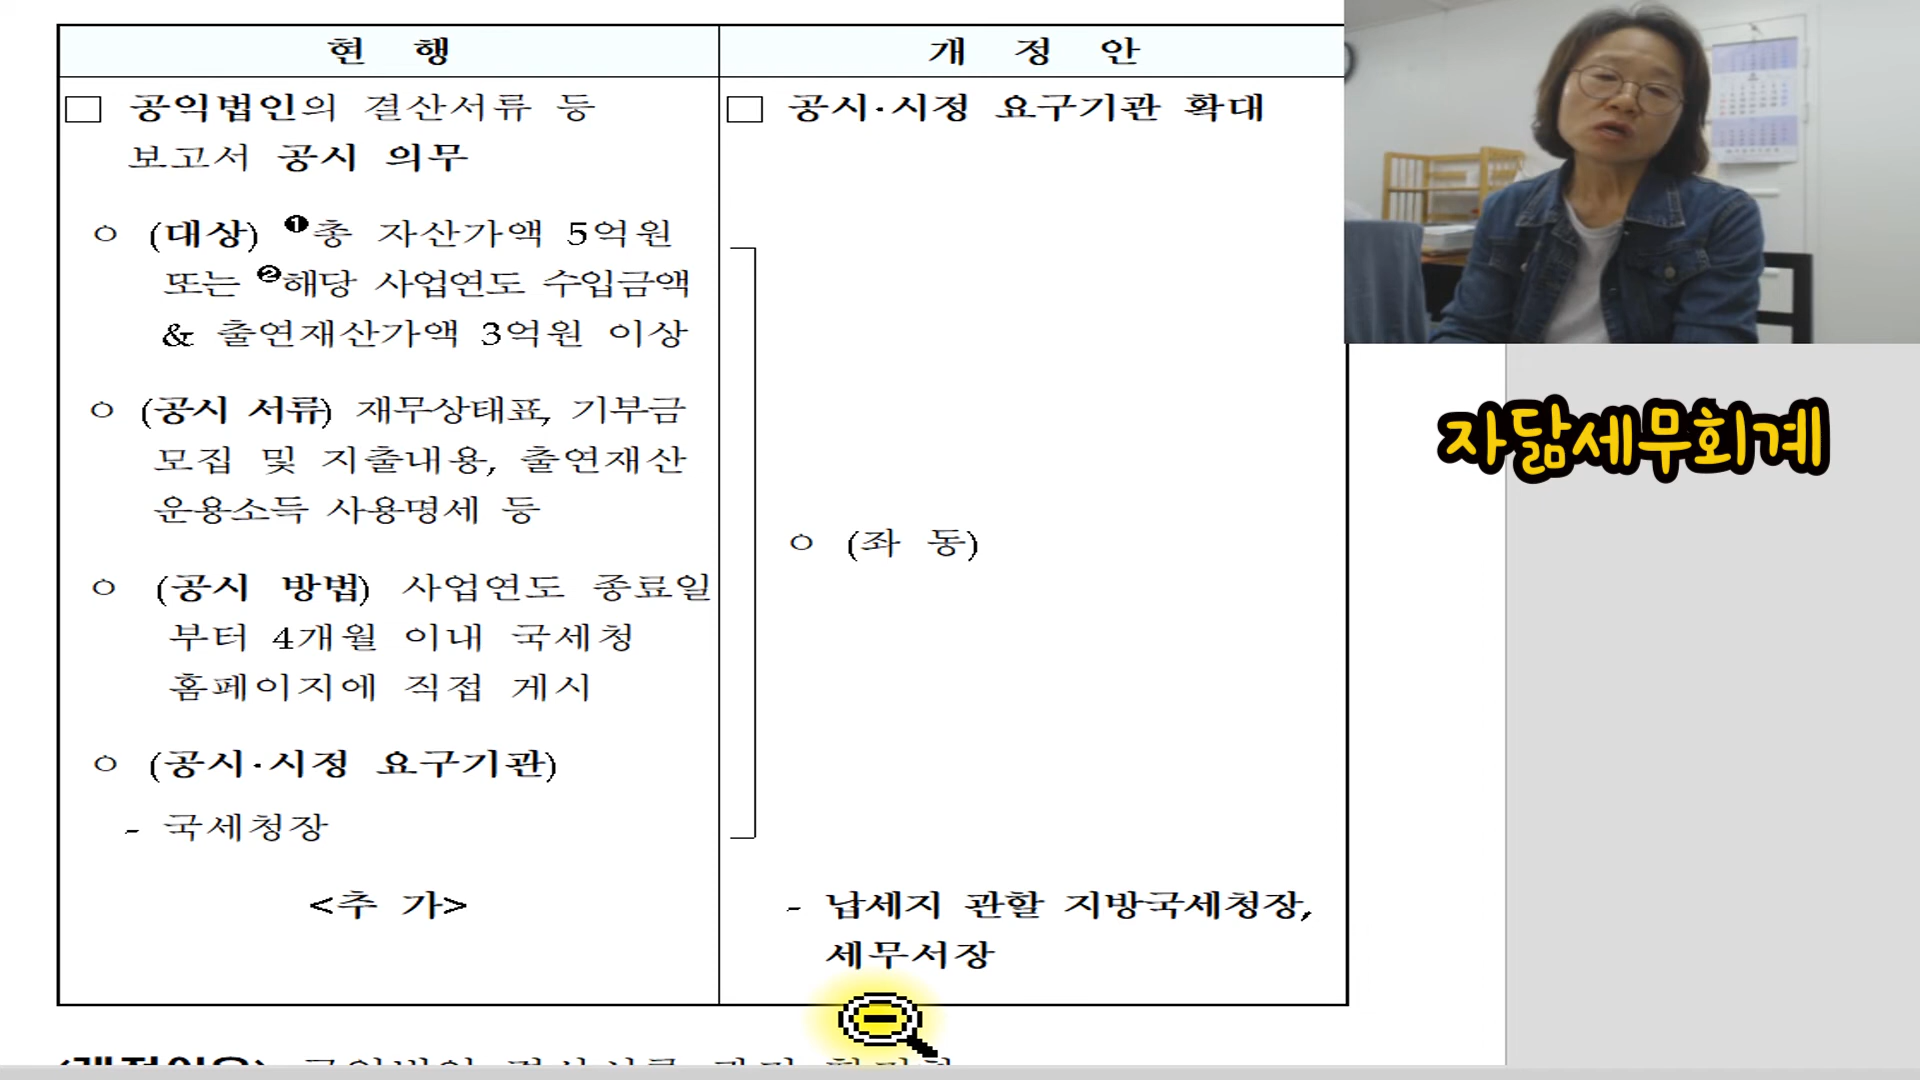 현 행
개 정 안
□ 공익법인의 결산서류 등
보고서 공시 의무
ㅇ (대상) ❶총 자산가액 5억원
또는 ❷해당 사업연도 수입금액
& 출연재산가액 3억원 이상
ㅇ (공시 서류) 재무상태표, 기부금
모집 및 지출내용, 출연재산
운용소득 사용명세 등
ㅇ (공시 방법) 사업연도 종료일
부터 4개월 이내 국세청
홈페이지에 직접 게시
ㅇ (공시·시정 요구기관)
- 국세청장
<추 가>
□ 공시·시정 요구기관 확대
ㅇ (좌 동)
- 납세지 관할 지방국세청장,
세무서장
자닮세무회계